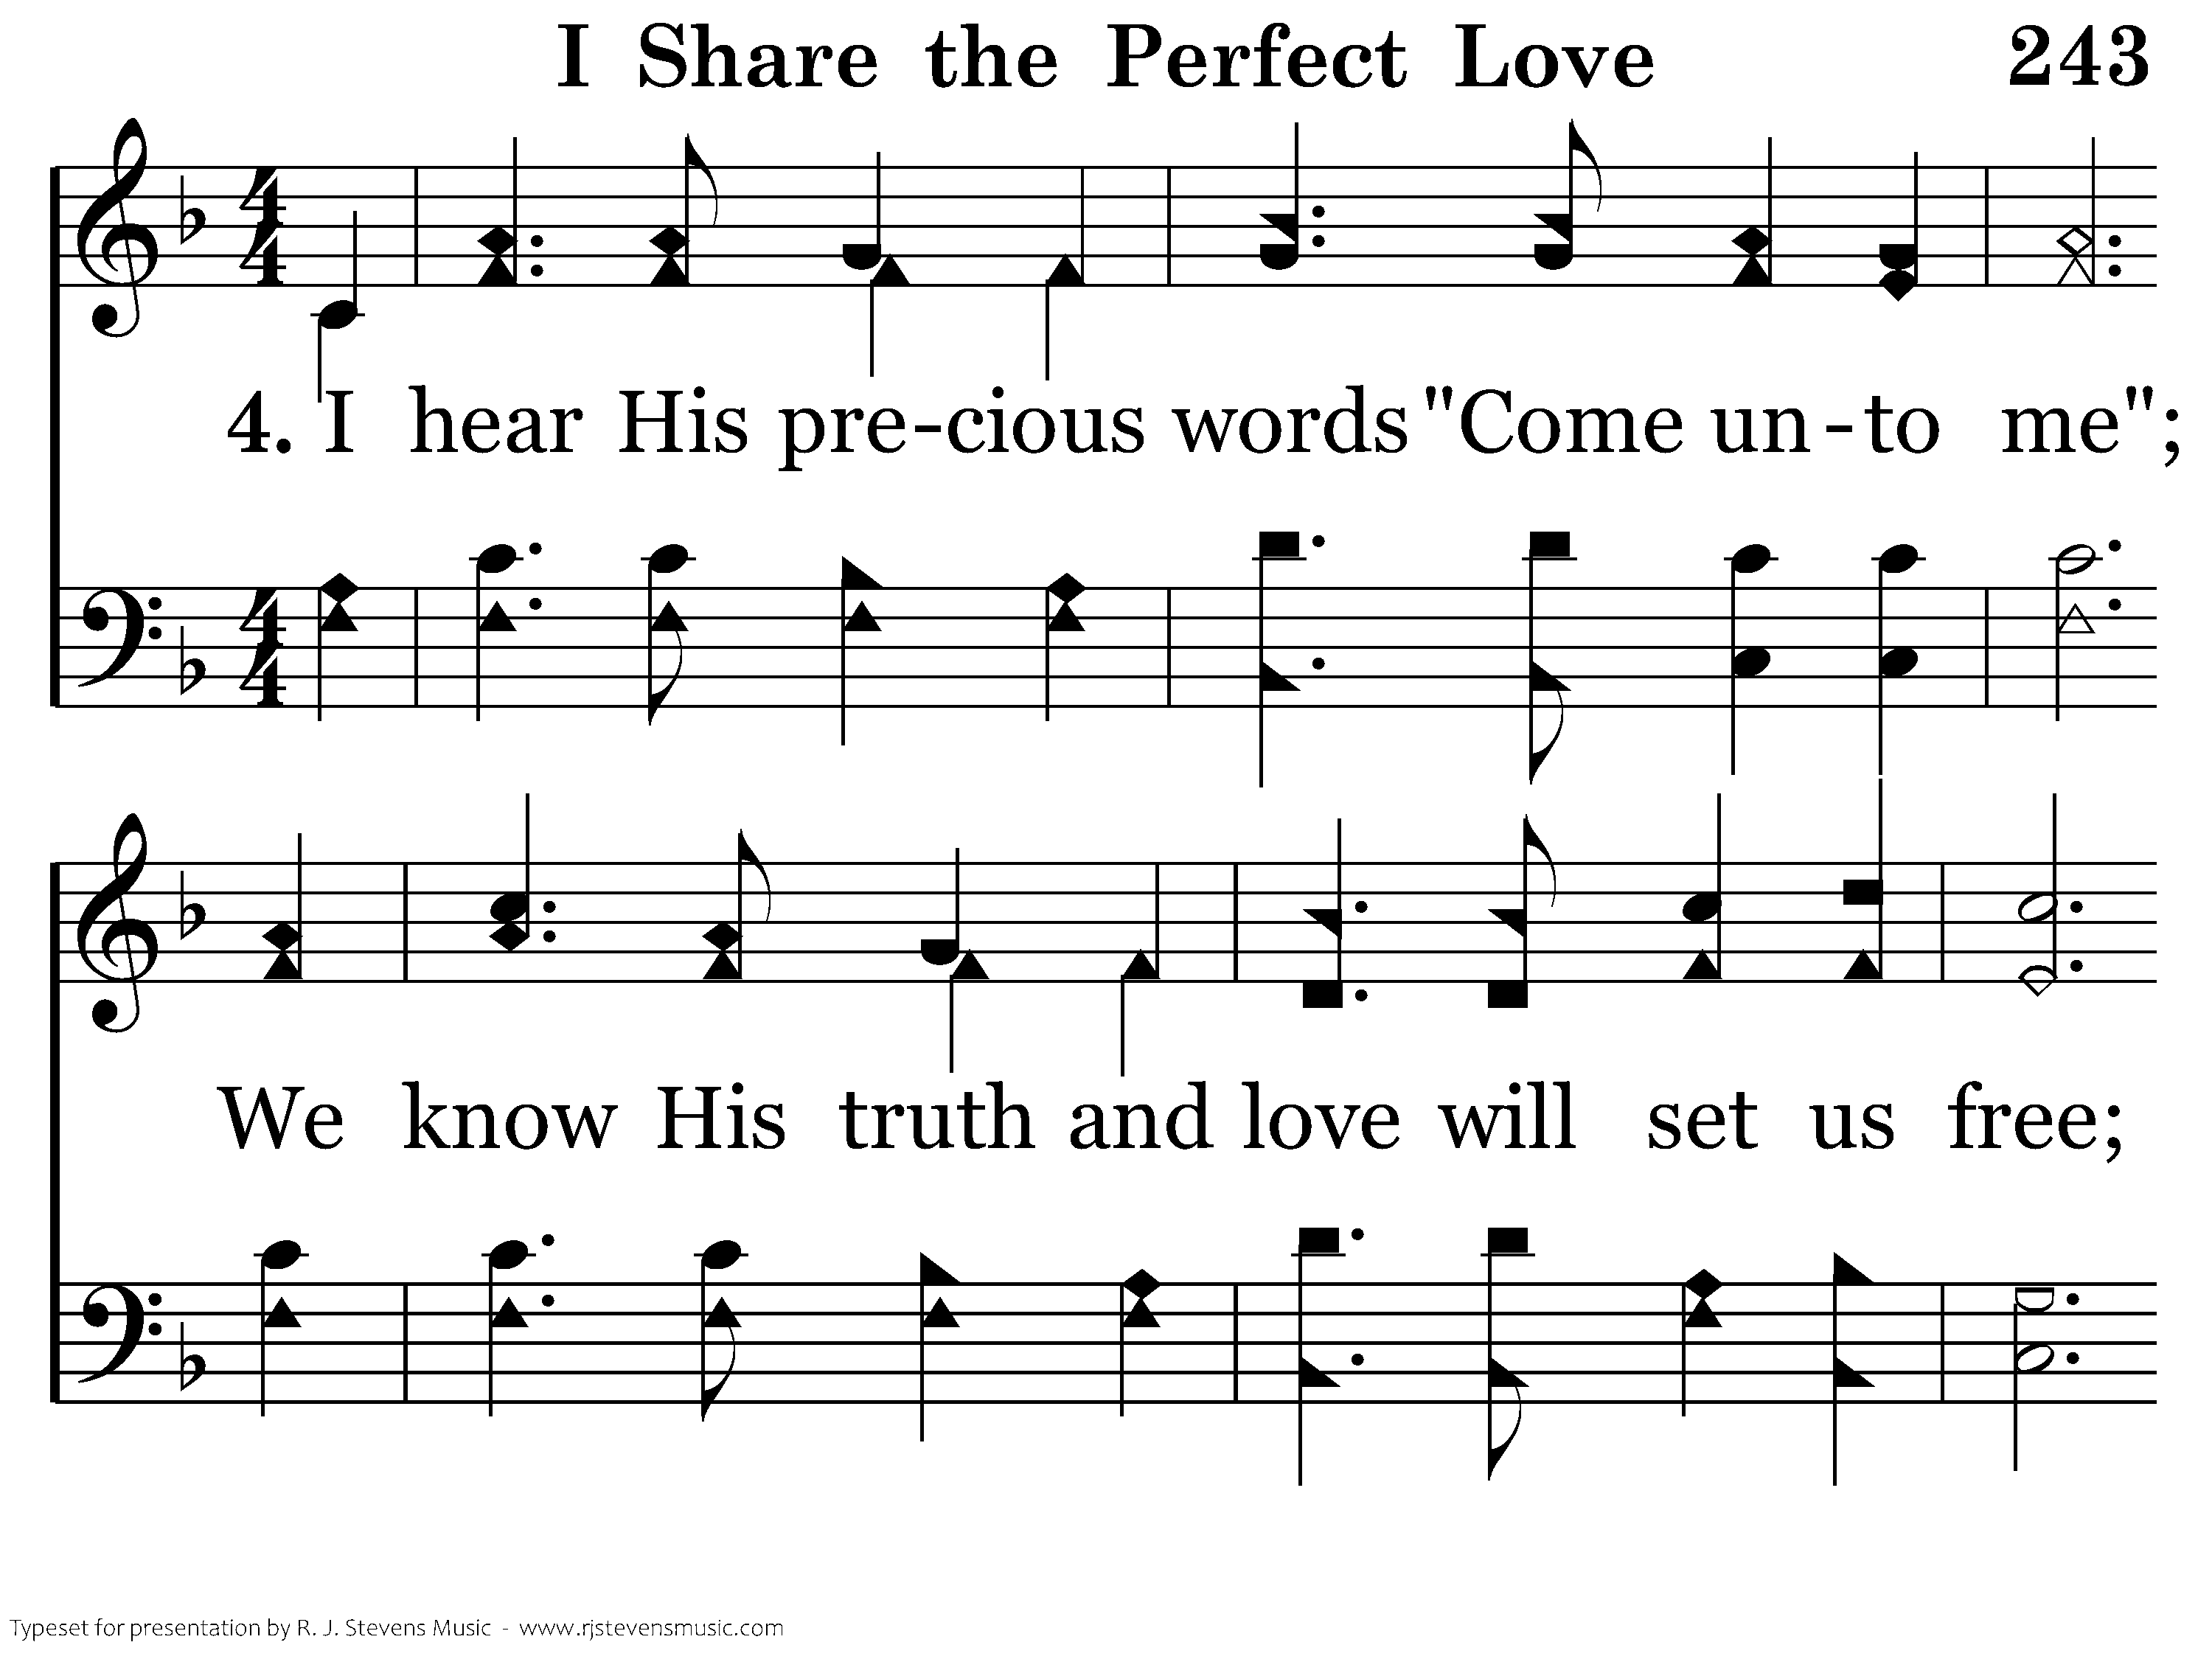 I Share the Perfect Love 243
4. I hear His pre-cious words "Come un-to me";
We know His truth and love will set us free;
Typeset for presentation by R. J. Stevens Music - www.rjstevensmusic.com